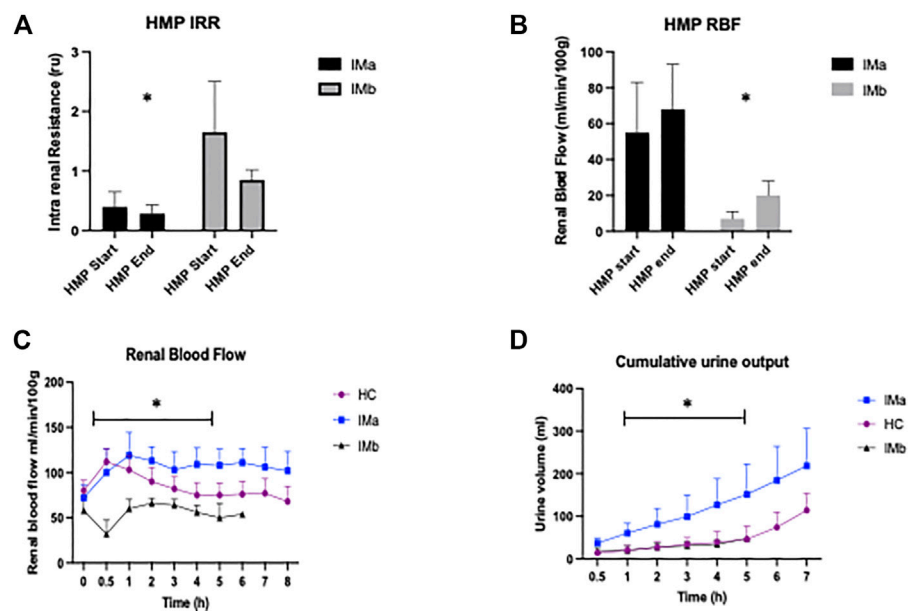 A
HMP IRR
Intra renal Resistance (ru)
3
2
1
0
*
HMP Start
HMP End
HMP Start
HMP End
IMa
IMb
B
HMP RBF
Renal Blod Flow (ml/min/100g)
100
80
60
40
20
0
*
HMP start
HMP end
HMP start
HMP end
IMa
IMb
C
Renal Blood Flow
Renal blood flow ml/min/100g
200
150
100
50
0
*
0 0.5 1 2 3 4 5 6 7 8
Time (h)
HC
IMa
IMb
D
Cumulative urine output
Urine volume (ml)
400
300
200
100
0
*
0.5 1 2 3 4 5 6 7
Time (h)
IMa
HC
IMb